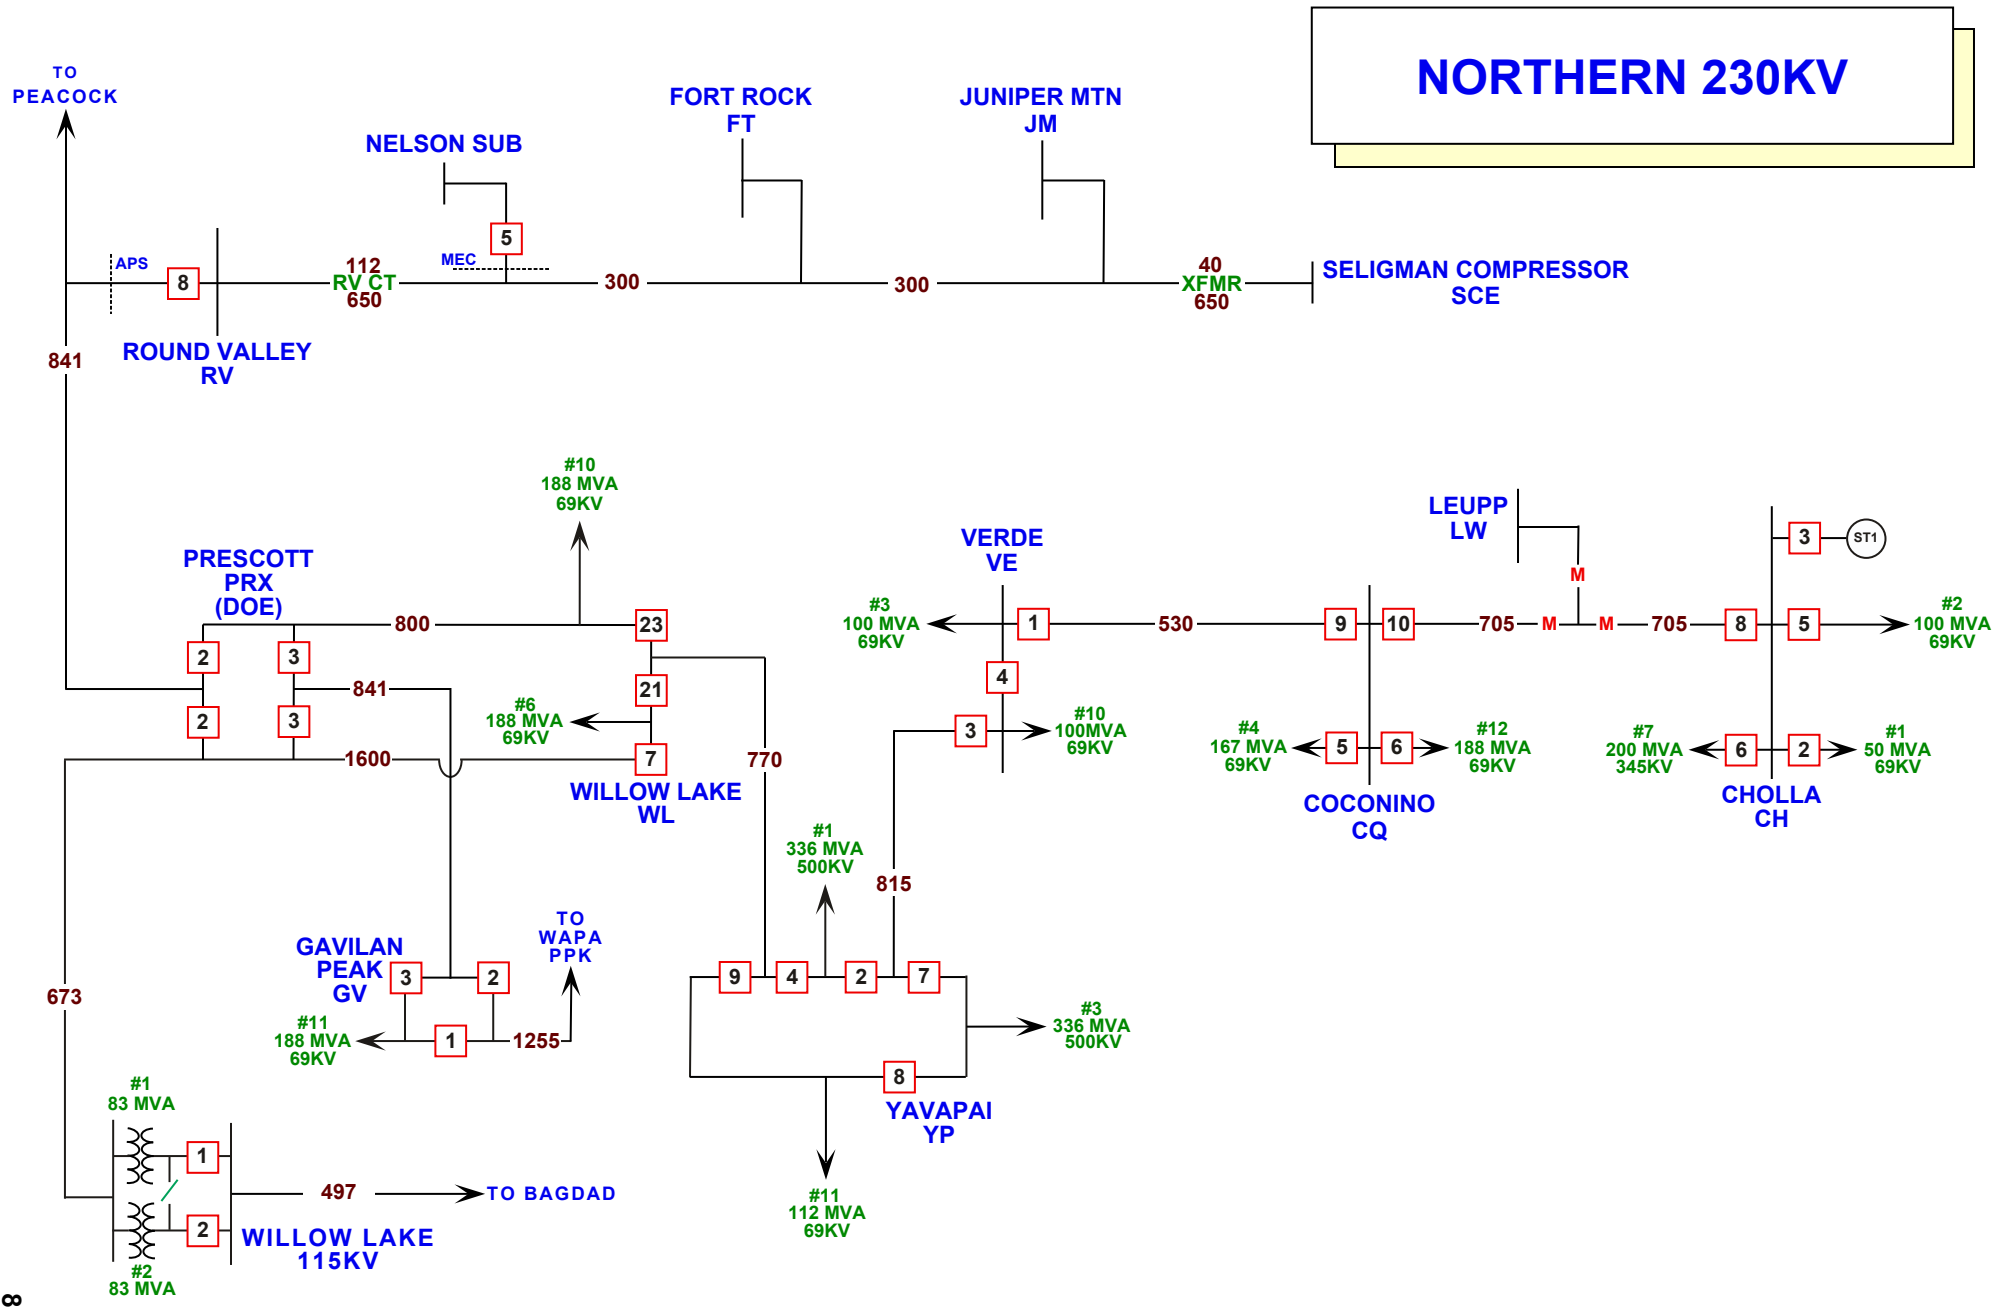 NORTHERN 230KV
TO
PEACOCK
NELSON SUB
FORT ROCK
FT
JUNIPER MTN
JM
5
MEC
APS
8
112
RV CT
650
300
300
40
XFMR
650
SELIGMAN COMPRESSOR
SCE
ROUND VALLEY
RV
841
#10
188 MVA
69KV
PRESCOTT
PRX
(DOE)
800
23
2
3
841
21
2
3
#6
188 MVA
69KV
1600
7
WILLOW LAKE
WL
770
VERDE
VE
#3
100 MVA
69KV
1
530
9
10
4
3
#10
100MVA
69KV
LEUPP
LW
M
705
M
M
705
8
3
ST1
5
#2
100 MVA
69KV
#4
167 MVA
69KV
5
6
#12
188 MVA
69KV
COCONINO
CQ
#7
200 MVA
345KV
6
2
#1
50 MVA
69KV
CHOLLA
CH
#1
336 MVA
500KV
815
TO
WAPA
PPK
GAVILAN
PEAK
GV
3
2
#11
188 MVA
69KV
1
1255
673
9
4
2
7
#3
336 MVA
500KV
8
YAVAPAI
YP
#11
112 MVA
69KV
#1
83 MVA
1
497
TO BAGDAD
2
WILLOW LAKE
115KV
#2
83 MVA
8